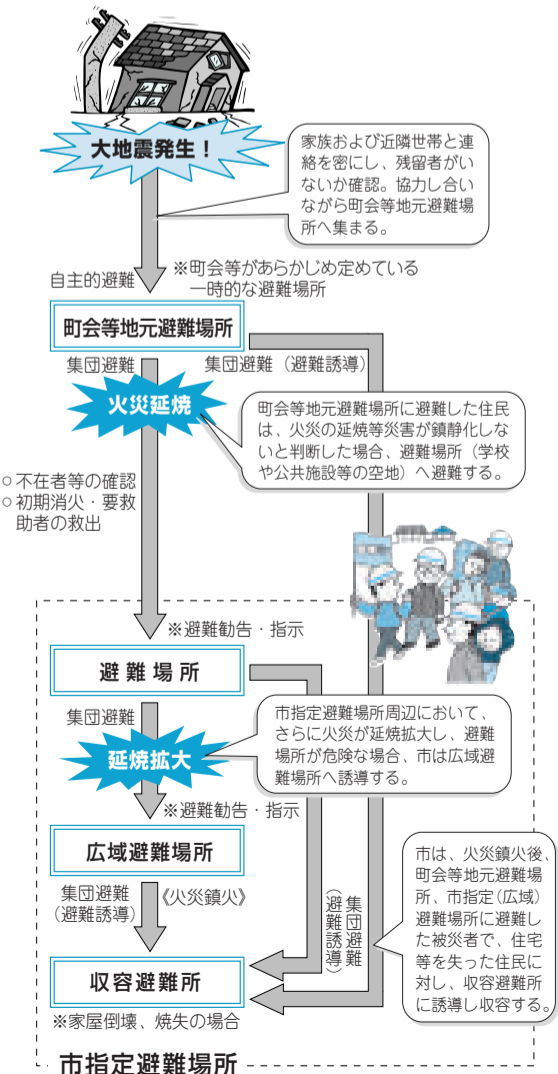 大地震発生！
家族および近隣世帯と連
絡を密にし、残留者がい
ないか確認。協力し合い
ながら町会等地元避難場
所へ集まる。
自主的避難
※町会等があらかじめ定めている
一時的な避難場所
町会等地元避難場所
集団避難
集団避難（避難誘導）
火災延焼
町会等地元避難場所に避難した住民
は、火災の延焼等災害が鎮静化しな
いと判断した場合、避難場所（学校
や公共施設等の空地）へ避難する。
○不在者等の確認
○初期消火・要救
助者の救出
※避難勧告・指示
避難場所
集団避難
市指定避難場所周辺において、
さらに火災が延焼拡大し、避難
場所が危険な場合、市は広域避
難場所へ誘導する。
延焼拡大
※避難勧告・指示
広域避難場所
集団避難
（避難誘導）
《火災鎮火》
集団避難
（避難誘導）
市は、火災鎮火後、
町会等地元避難場
所、市指定（広域）
避難場所に避難し
た被災者で、住宅
等を失った住民に
対し、収容避難所
に誘導し収容する。
収容避難所
※家屋倒壊、焼失の場合
市指定避難場所